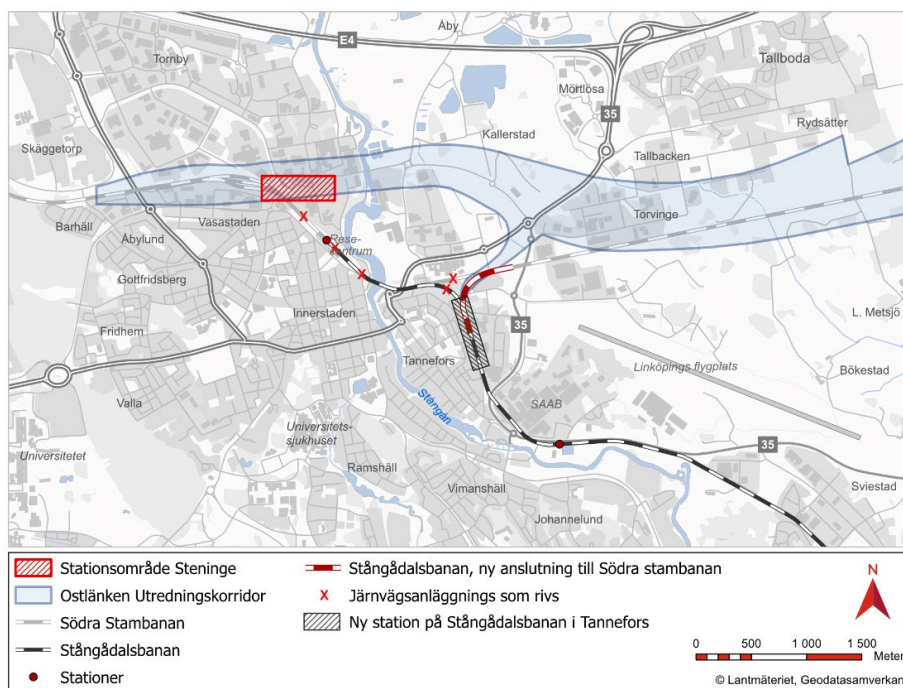 Åby
E4
Tornby
Tallboda
Mörtlösa
35
Rydsätter
Kallerstad
Skäggetorp
Tallbacken
Barhäll
Vasastaden
Torvinge
Åbylund
Rese-
centrum
Gottfridsberg
Innerstaden
L. Metsjö
Fridhem
35
Tannefors
Linköpings flygplats
Bökestad
Valla
Stångån
SAAB
Universitets-
sjukhuset
35
Universitetet
Ramshäll
Sviestad
Vimanshäll
Johannelund
Stationsområde Steninge
Ostlänken Utredningskorridor
Södra Stambanan
Stångådalsbanan
Stationer
Stångådalsbanan, ny anslutning till Södra stambanan
Järnvägsanläggnings som rivs
Ny station på Stångådalsbanan i Tannefors
N
0 500 1 000 1 500
Meter
© Lantmäteriet, Geodatasamverkan